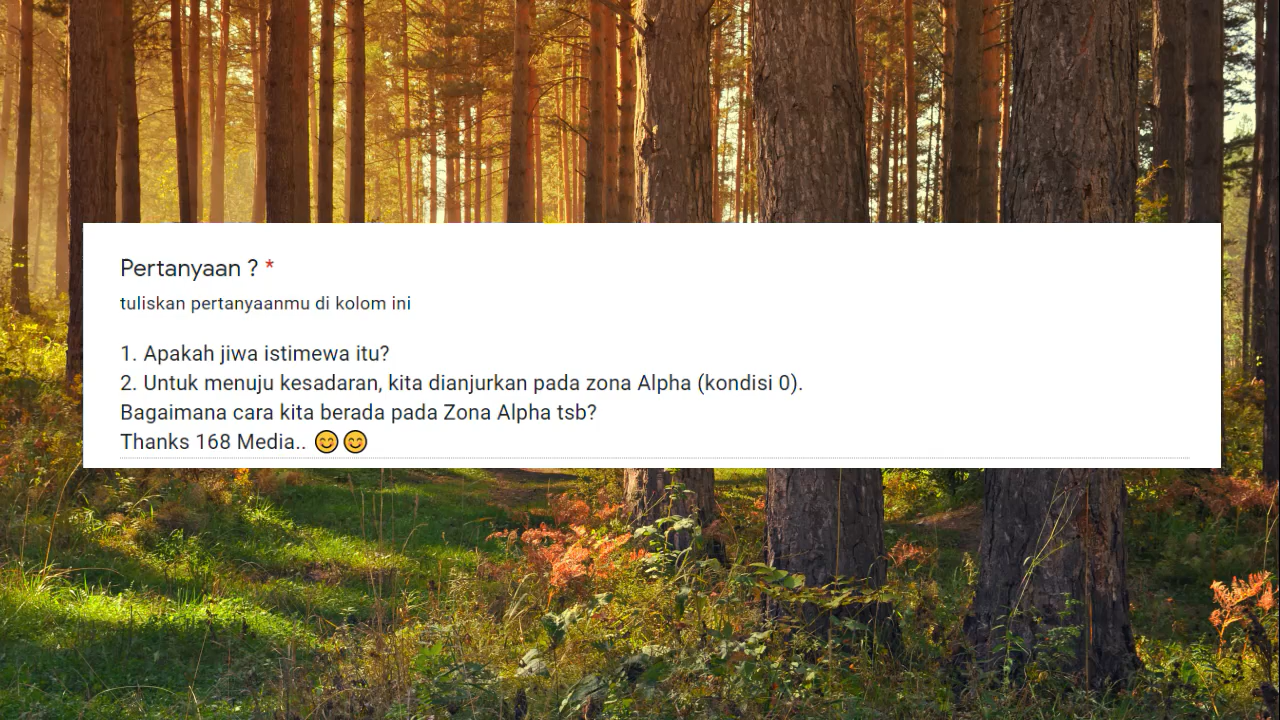 Pertanyaan ? *
tuliskan pertanyaanmu di kolom ini
1. Apakah jiwa istimewa itu?
2. Untuk menuju kesadaran, kita dianjurkan pada zona Alpha (kondisi 0).
Bagaimana cara kita berada pada Zona Alpha tsb?
Thanks 168 Media.. 😊😊